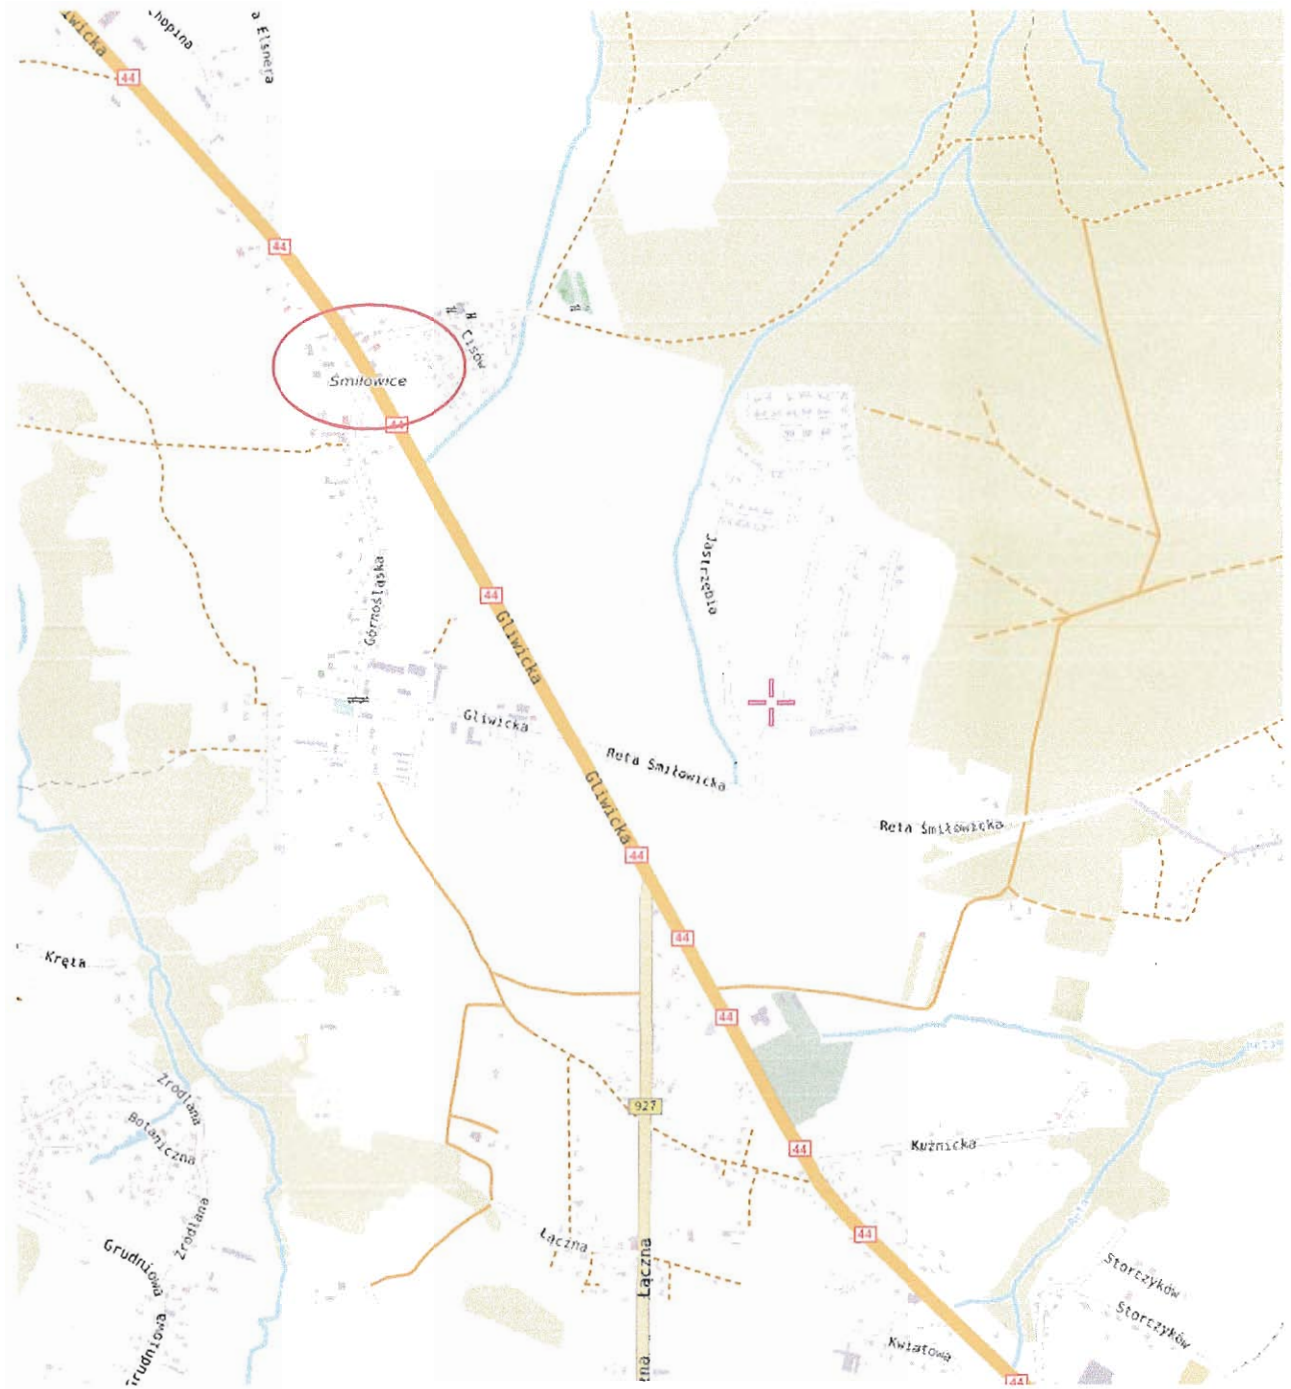 Chopina
a Elsnera
44
44
Cisów
Śmiłowice
44
Jastrzębia
Górnośląska
44
Gliwicka
Gliwicka
Reta Śmiłowicka
Gliwicka
Reta Śmiłowicka
44
44
Kręta
44
Źródlana
927
Botaniczna
Kuźnicka
44
Źródlana
Łączna
44
Grudniowa
Łączna
Storczyków
Storczyków
Grudniowa
Kwiatowa
44